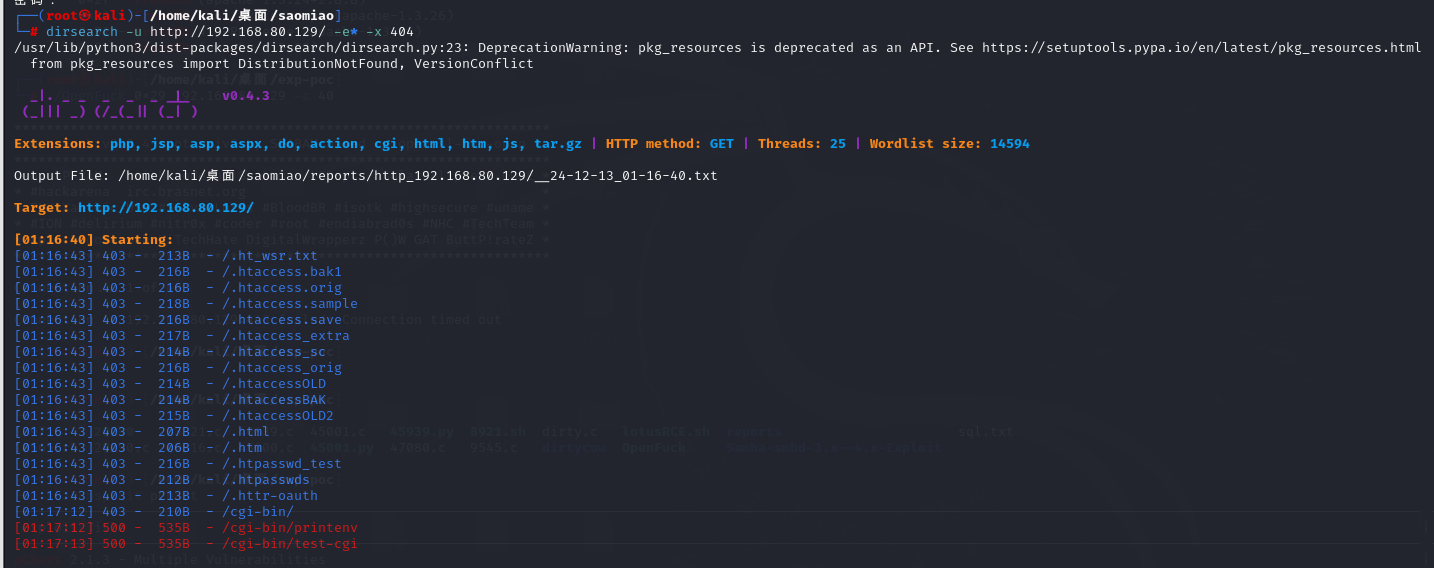 密码：
┌──(root㉿kali)-[/home/kali/桌面/saomiao]
└─# dirsearch -u http://192.168.80.129/ -e* -x 404
/usr/lib/python3/dist-packages/dirsearch/dirsearch.py:23: DeprecationWarning: pkg_resources is deprecated as an API. See https://setuptools.pypa.io/en/latest/pkg_resources.html
  from pkg_resources import DistributionNotFound, VersionConflict
  _|. _ _  _  _  _ _|_    v0.4.3
 (_||| _) (/_(_|| (_| )
Extensions: php, jsp, asp, aspx, do, action, cgi, html, htm, js, tar.gz | HTTP method: GET | Threads: 25 | Wordlist size: 14594
Output File: /home/kali/桌面/saomiao/reports/http_192.168.80.129/__24-12-13_01-16-40.txt
Target: http://192.168.80.129/
[01:16:40] Starting:
[01:16:43] 403 -  213B  - /.ht_wsr.txt
[01:16:43] 403 -  216B  - /.htaccess.bak1
[01:16:43] 403 -  216B  - /.htaccess.orig
[01:16:43] 403 -  218B  - /.htaccess.sample
[01:16:43] 403 -  216B  - /.htaccess.save
[01:16:43] 403 -  217B  - /.htaccess_extra
[01:16:43] 403 -  214B  - /.htaccess_sc
[01:16:43] 403 -  216B  - /.htaccess_orig
[01:16:43] 403 -  214B  - /.htaccessOLD
[01:16:43] 403 -  214B  - /.htaccessBAK
[01:16:43] 403 -  215B  - /.htaccessOLD2
[01:16:43] 403 -  207B  - /.html
[01:16:43] 403 -  206B  - /.htm
[01:16:43] 403 -  216B  - /.htpasswd_test
[01:16:43] 403 -  212B  - /.htpasswds
[01:16:43] 403 -  213B  - /.httr-oauth
[01:17:12] 403 -  210B  - /cgi-bin/
[01:17:12] 500 -  535B  - /cgi-bin/printenv
[01:17:13] 500 -  535B  - /cgi-bin/test-cgi